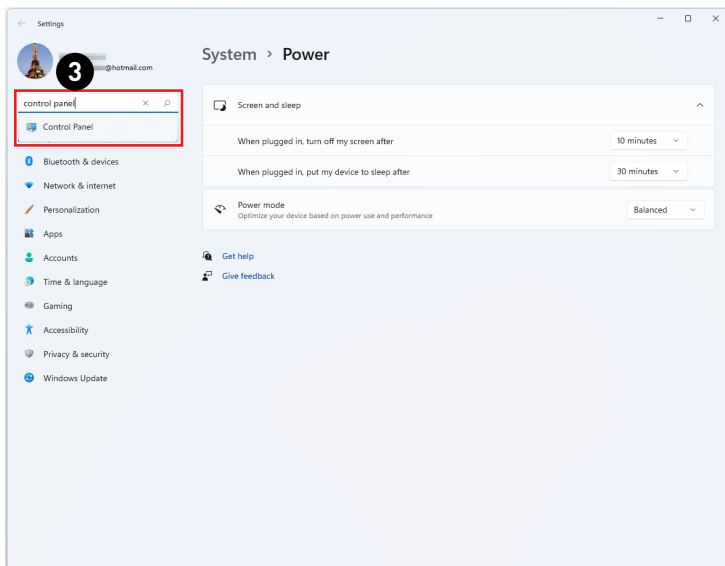 Settings
3
@hotmail.com
control panel
Control Panel
Bluetooth & devices
Network & internet
Personalization
Apps
Accounts
Time & language
Gaming
Accessibility
Privacy & security
Windows Update
System > Power
Screen and sleep
When plugged in, turn off my screen after 10 minutes
When plugged in, put my device to sleep after 30 minutes
Power mode
Optimize your device based on power use and performance
Balanced
Get help
Give feedback